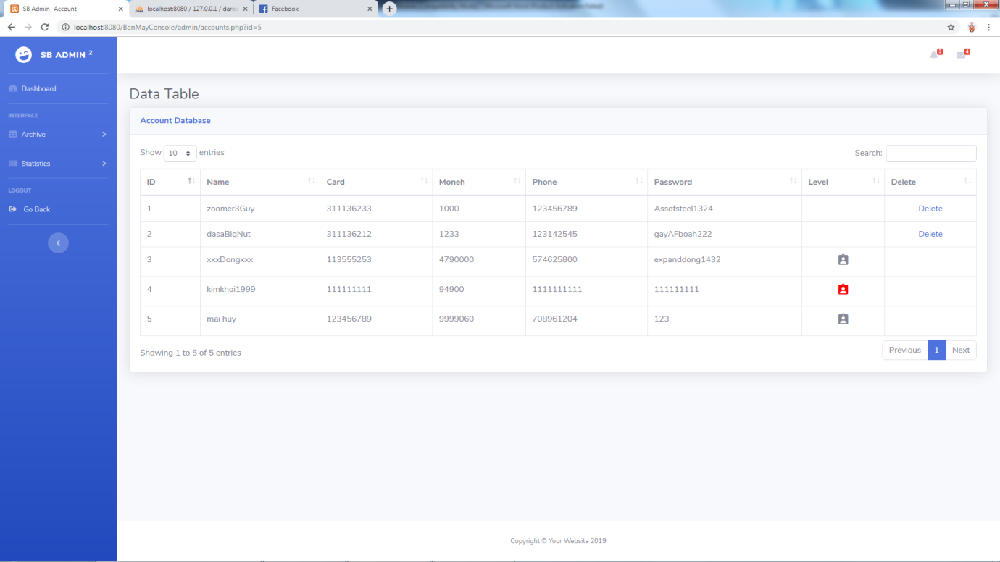 SB Admin- Account
localhost:8080 / 127.0.0.1 / darks
Facebook
localhost:8080/BanMayConsole/admin/accounts.php?id=5
SB ADMIN 2
3
4
Dashboard
INTERFACE
Archive
Statistics
LOGOUT
Go Back
Data Table
Account Database
Show 10 entries
Search:
ID Name Card Moneh Phone Password Level Delete
1 zoomer3Guy 311136233 1000 123456789 Assofsteel1324 Delete
2 dasaBigNut 311136212 1233 123142545 gayAFboah222 Delete
3 xxxDongxxx 113555253 4790000 574625800 expanddong1432
4 kimkhoi1999 111111111 94900 1111111111 111111111
5 mai huy 123456789 9999060 708961204 123
Showing 1 to 5 of 5 entries
Previous 1 Next
Copyright © Your Website 2019